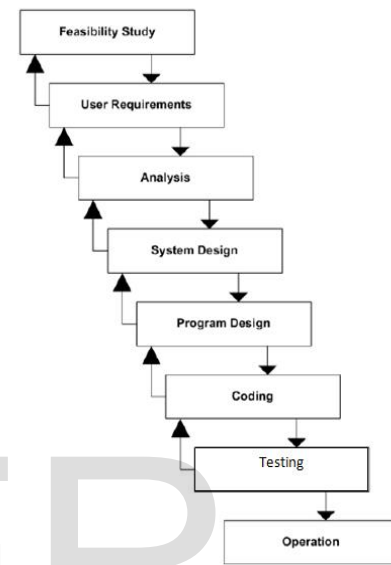 Feasibility Study
User Requirements
Analysis
System Design
Program Design
Coding
Testing
Operation